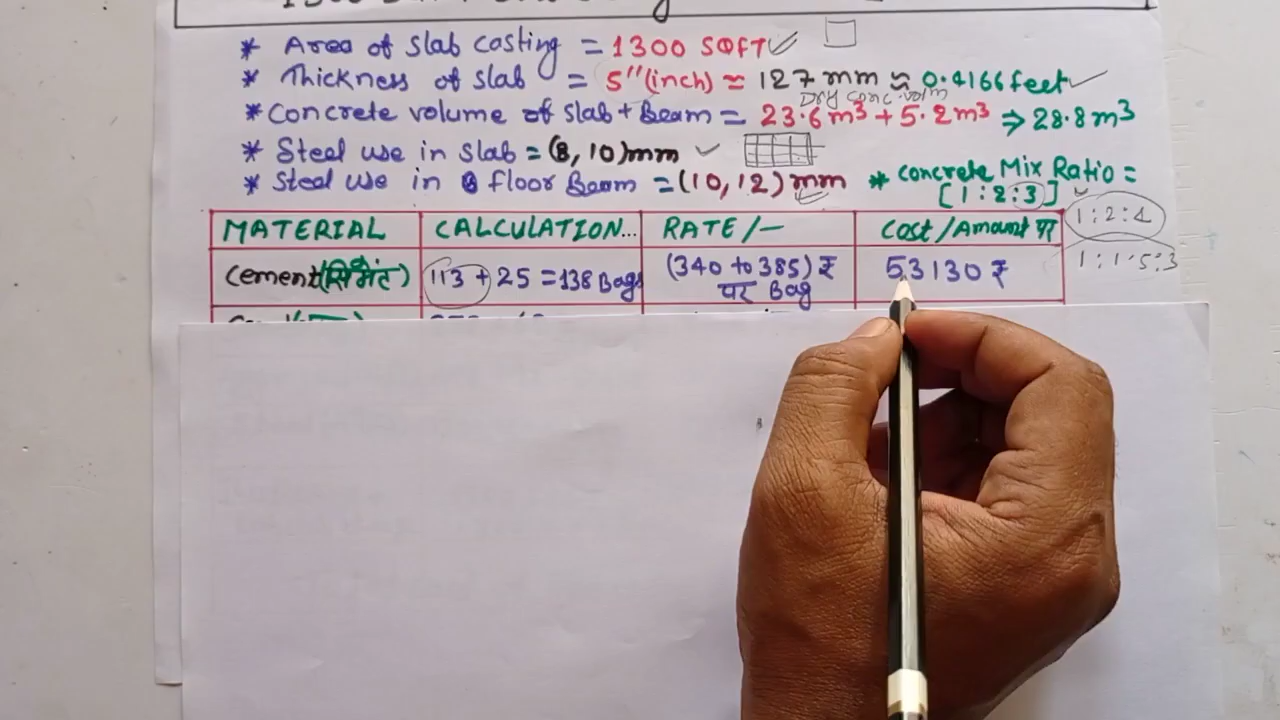 * Area of slab casting = 1300 SQFT
* Thickness of slab = 5"(inch) ≈ 127 mm ≈ 0.4166 feet
Dry conc. volm
* Concrete volume of slab + Beam = 23.6 m³ + 5.2 m³ ⇒ 28.8 m³
* Steel use in slab = (8, 10) mm
* Steel use in floor Beam = (10, 12) mm
* Concrete Mix Ratio =
[1:2:3]
1:2:4
1:1.5:3
MATERIAL CALCULATION... RATE/- Cost/Amount रु
Cement(सिमेंट) 113 + 25 = 138 Bags (340 to 385) ₹ 53130 ₹
पर Bag